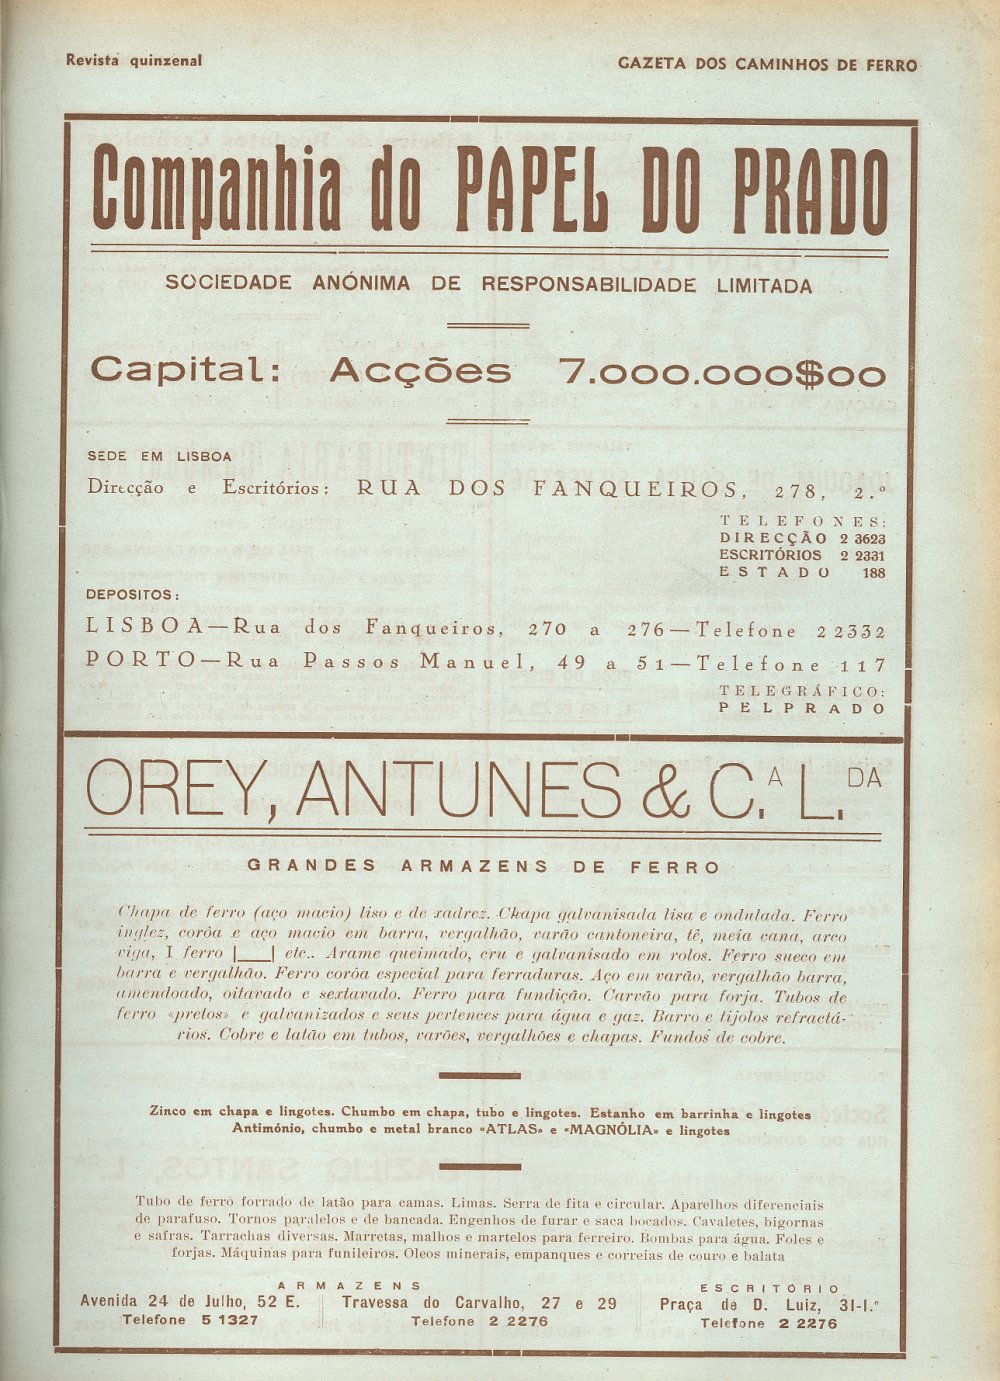 Revista quinzenal
GAZETA DOS CAMINHOS DE FERRO
Companhia do PAPEL DO PRADO
SOCIEDADE ANÓNIMA DE RESPONSABILIDADE LIMITADA
Capital: Acções 7.000.000$00
SEDE EM LISBOA
Direcção e Escritórios: RUA DOS FANQUEIROS, 278, 2.º
TELEFONES:
DIRECÇÃO 2 3623
ESCRITÓRIOS 2 2331
ESTADO 188
DEPOSITOS:
LISBOA—Rua dos Fanqueiros, 270 a 276—Telefone 2 2332
PORTO—Rua Passos Manuel, 49 a 51—Telefone 117
TELEGRÁFICO:
PELPRADO
OREY, ANTUNES & C.A L.DA
GRANDES ARMAZENS DE FERRO
Chapa de ferro (aço macio) liso e de xadrez. Chapa galvanisada lisa e ondulada. Ferro
inglez, corôa e aço macio em barra, vergalhão, varão cantoneira, tê, meia cana, arco
viga, I ferro |___| etc.. Arame queimado, cru e galvanisado em rolos. Ferro sueco em
barra e vergalhão. Ferro corôa especial para ferraduras. Aço em varão, vergalhão barra,
amendoado, oitavado e sextavado. Ferro para fundição. Carvão para forja. Tubos de
ferro «pretos» e galvanizados e seus pertences para água e gaz. Barro e tijolos refractá-
rios. Cobre e latão em tubos, varões, vergalhões e chapas. Fundos de cobre.
Zinco em chapa e lingotes. Chumbo em chapa, tubo e lingotes. Estanho em barrinha e lingotes
Antimónio, chumbo e metal branco «ATLAS» e «MAGNÓLIA» e lingotes
Tubo de ferro forrado de latão para camas. Limas. Serra de fita e circular. Aparelhos diferenciais
de parafuso. Tornos paralelos e de bancada. Engenhos de furar e saca bocados. Cavaletes, bigornas
e safras. Tarrachas diversas. Marretas, malhos e martelos para ferreiro. Bombas para água. Foles e
forjas. Máquinas para funileiros. Oleos minerais, empanques e correias de couro e balata
ARMAZENS
Avenida 24 de Julho, 52 E.
Telefone 5 1327
Travessa do Carvalho, 27 e 29
Telefone 2 2276
ESCRITÓRIO
Praça de D. Luiz, 31-1.º
Telefone 2 2276